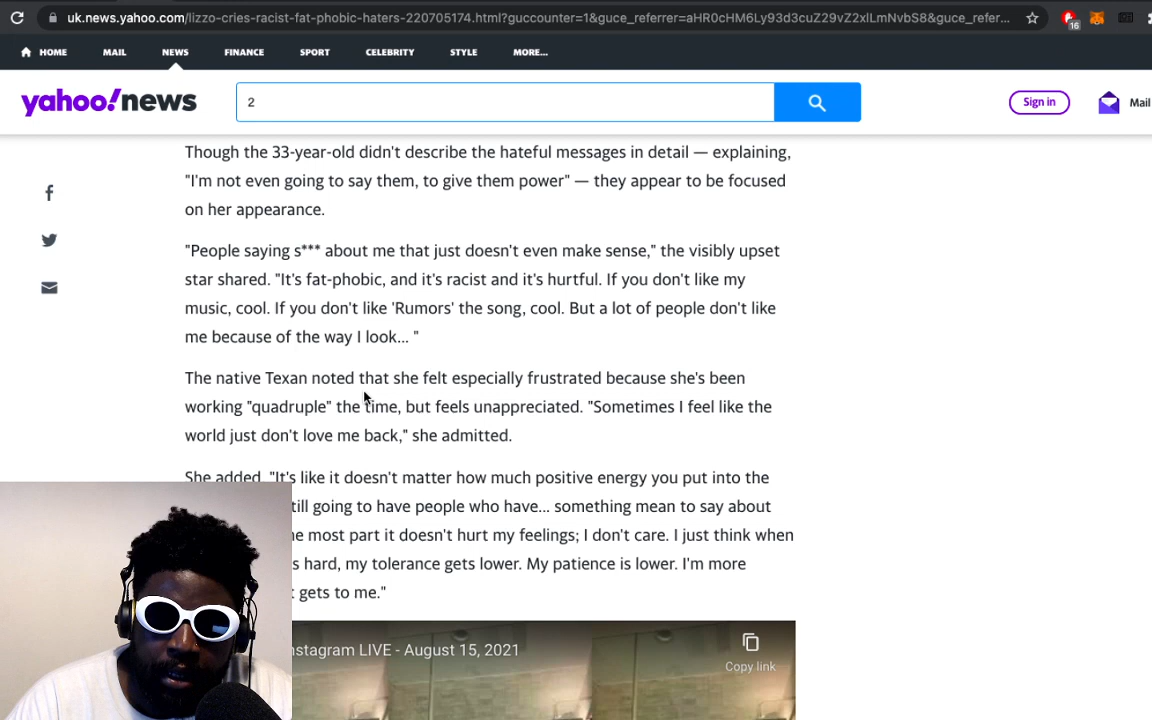 uk.news.yahoo.com/lizzo-cries-racist-fat-phobic-haters-220705174.html?guccounter=1&guce_referrer=aHR0cHM6Ly93d3cuZ29vZ2xlLmNvbS8&guce_refer...
16
HOME MAIL NEWS FINANCE SPORT CELEBRITY STYLE MORE...
yahoo!news
2
Sign in
Mail
Though the 33-year-old didn't describe the hateful messages in detail — explaining,
"I'm not even going to say them, to give them power" — they appear to be focused
on her appearance.
"People saying s*** about me that just doesn't even make sense," the visibly upset
star shared. "It's fat-phobic, and it's racist and it's hurtful. If you don't like my
music, cool. If you don't like 'Rumors' the song, cool. But a lot of people don't like
me because of the way I look... "
The native Texan noted that she felt especially frustrated because she's been
working "quadruple" the time, but feels unappreciated. "Sometimes I feel like the
world just don't love me back," she admitted.
She added, "It's like it doesn't matter how much positive energy you put into the
till going to have people who have... something mean to say about
e most part it doesn't hurt my feelings; I don't care. I just think when
s hard, my tolerance gets lower. My patience is lower. I'm more
t gets to me."
nstagram LIVE - August 15, 2021
Copy link